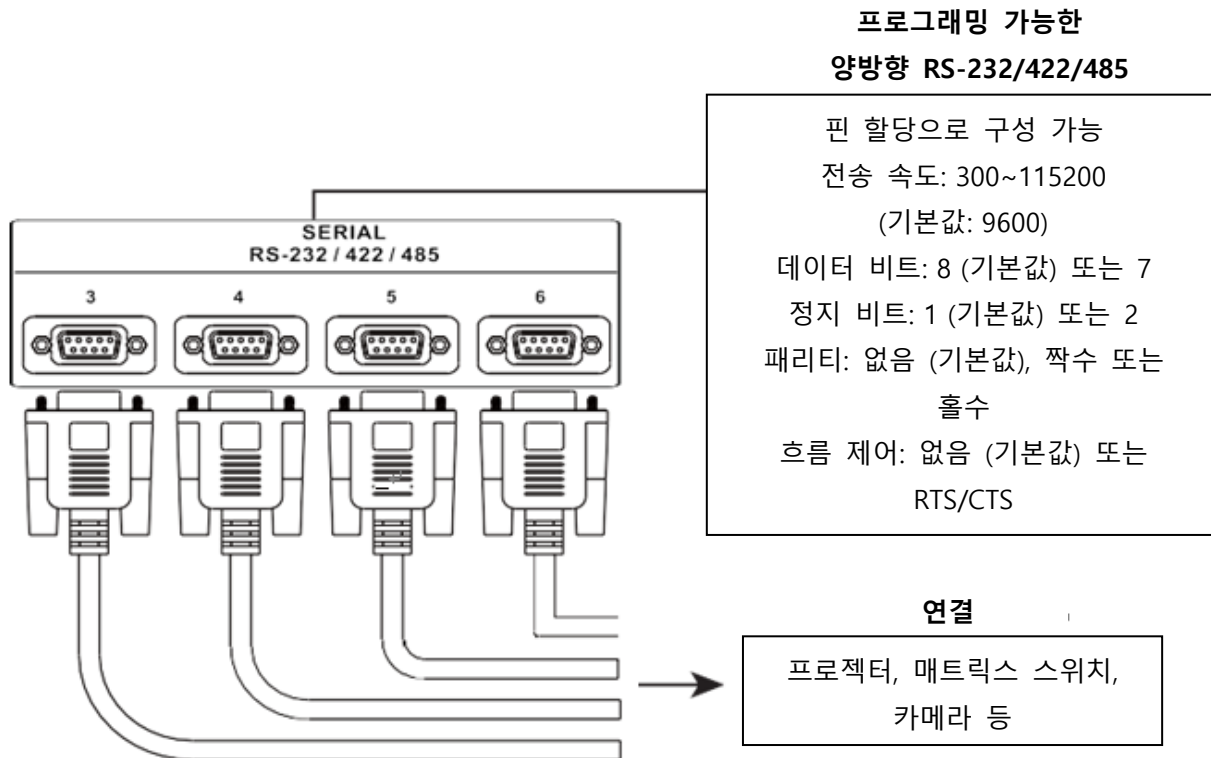 프로그래밍 가능한
양방향 RS-232/422/485
핀 할당으로 구성 가능
전송 속도: 300~115200
(기본값: 9600)
데이터 비트: 8 (기본값) 또는 7
정지 비트: 1 (기본값) 또는 2
패리티: 없음 (기본값), 짝수 또는
홀수
흐름 제어: 없음 (기본값) 또는
RTS/CTS
SERIAL
RS-232 / 422 / 485
3 4 5 6
연결
프로젝터, 매트릭스 스위치,
카메라 등